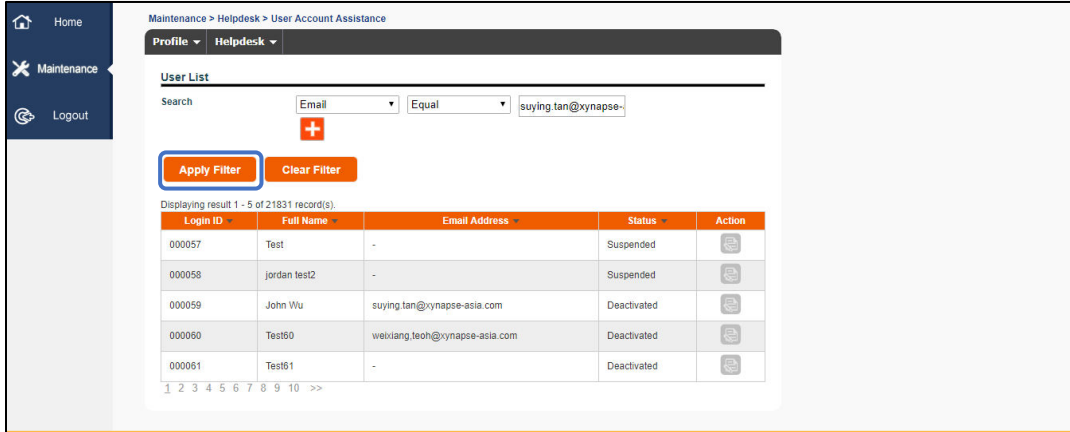 Home
Maintenance
Logout
Maintenance > Helpdesk > User Account Assistance
Profile Helpdesk
User List
Search Email Equal suying.tan@xynapse-
Apply Filter Clear Filter
Displaying result 1 - 5 of 21831 record(s).
Login ID Full Name Email Address Status Action
000057 Test - Suspended
000058 jordan test2 - Suspended
000059 John Wu suying.tan@xynapse-asia.com Deactivated
000060 Test60 weixiang.teoh@xynapse-asia.com Deactivated
000061 Test61 - Deactivated
1 2 3 4 5 6 7 8 9 10 >>